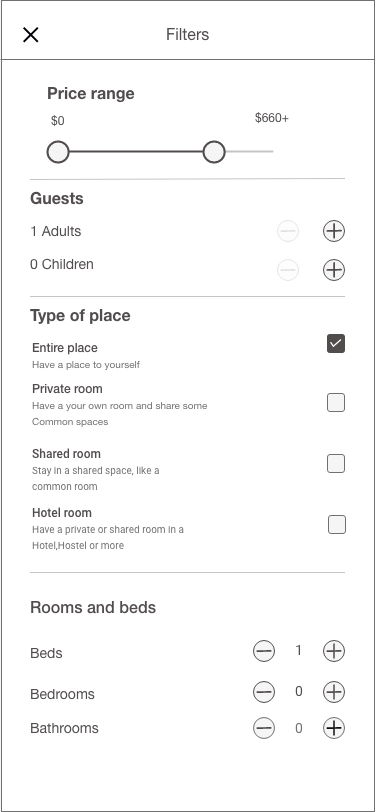 Filters
Price range
$0
$660+
Guests
1 Adults
0 Children
Type of place
Entire place
Have a place to yourself
Private room
Have a your own room and share some
Common spaces
Shared room
Stay in a shared space, like a
common room
Hotel room
Have a private or shared room in a
Hotel,Hostel or more
Rooms and beds
Beds 1
Bedrooms 0
Bathrooms 0